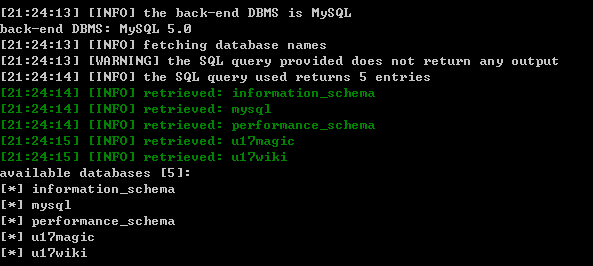 [21:24:13] [INFO] the back-end DBMS is MySQL
back-end DBMS: MySQL 5.0
[21:24:13] [INFO] fetching database names
[21:24:13] [WARNING] the SQL query provided does not return any output
[21:24:14] [INFO] the SQL query used returns 5 entries
[21:24:14] [INFO] retrieved: information_schema
[21:24:14] [INFO] retrieved: mysql
[21:24:14] [INFO] retrieved: performance_schema
[21:24:15] [INFO] retrieved: u17magic
[21:24:15] [INFO] retrieved: u17wiki
available databases [5]:
[*] information_schema
[*] mysql
[*] performance_schema
[*] u17magic
[*] u17wiki